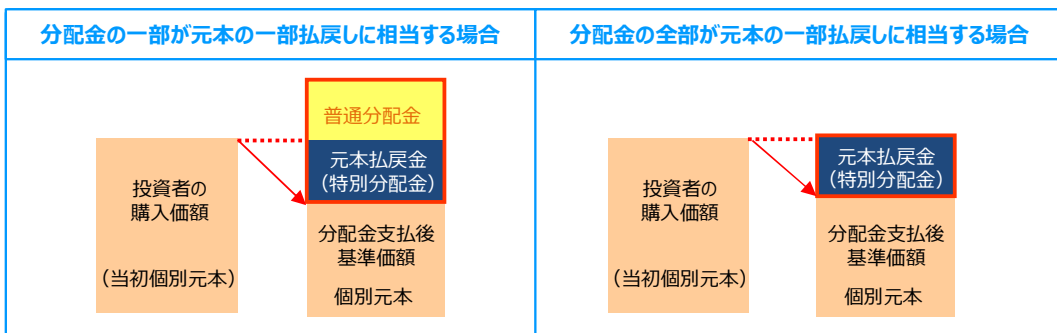 分配金の一部が元本の一部払戻しに相当する場合
普通分配金
元本払戻金
（特別分配金）
投資者の
購入価額
（当初個別元本）
分配金支払後
基準価額
個別元本
分配金の全部が元本の一部払戻しに相当する場合
元本払戻金
（特別分配金）
投資者の
購入価額
（当初個別元本）
分配金支払後
基準価額
個別元本